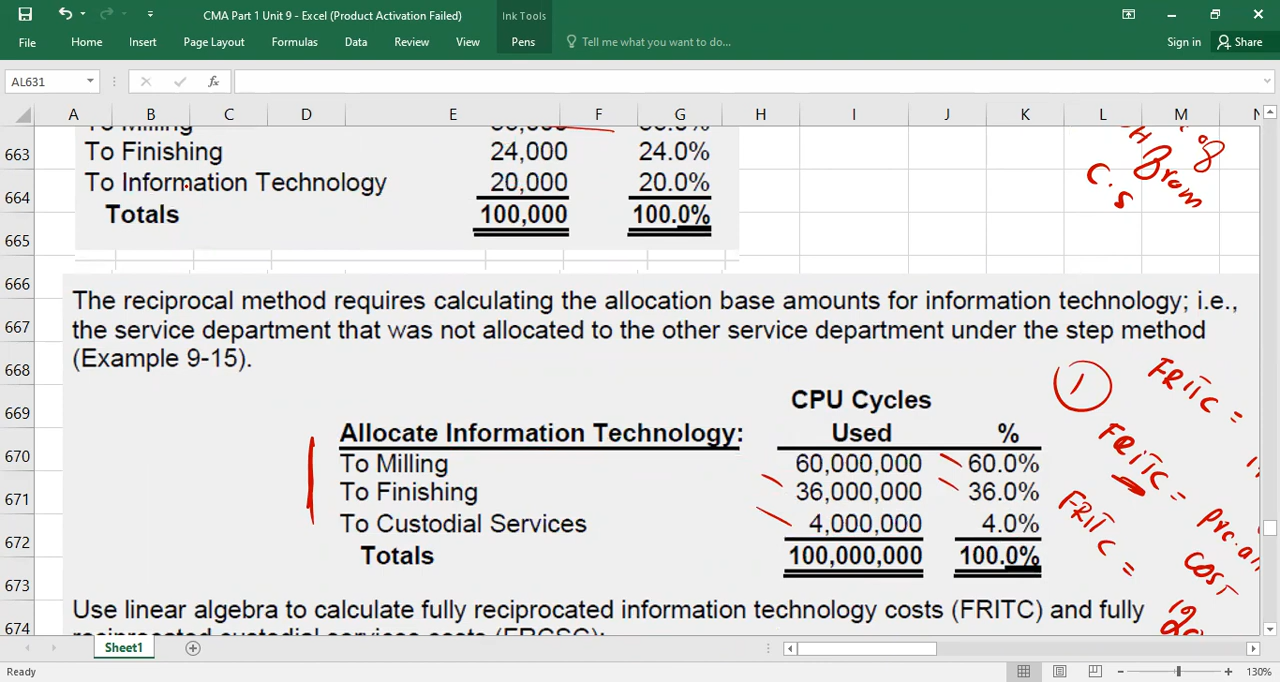 CMA Part 1 Unit 9 - Excel (Product Activation Failed)
Ink Tools
File Home Insert Page Layout Formulas Data Review View Pens Tell me what you want to do... Sign in Share
AL631
fx
A B C D E F G H I J K L M N
663 To Finishing 24,000 24.0%
664 To Information Technology 20,000 20.0%
Totals 100,000 100.0%
665
666
The reciprocal method requires calculating the allocation base amounts for information technology; i.e.,
667 the service department that was not allocated to the other service department under the step method
668 (Example 9-15).
CPU Cycles
669 Allocate Information Technology: Used %
670 To Milling 60,000,000 60.0%
671 To Finishing 36,000,000 36.0%
672 To Custodial Services 4,000,000 4.0%
Totals 100,000,000 100.0%
673
674 Use linear algebra to calculate fully reciprocated information technology costs (FRITC) and fully
C.S
1
FRITC =
FRITC =
FRITC =
COST
Sheet1
Ready
130%